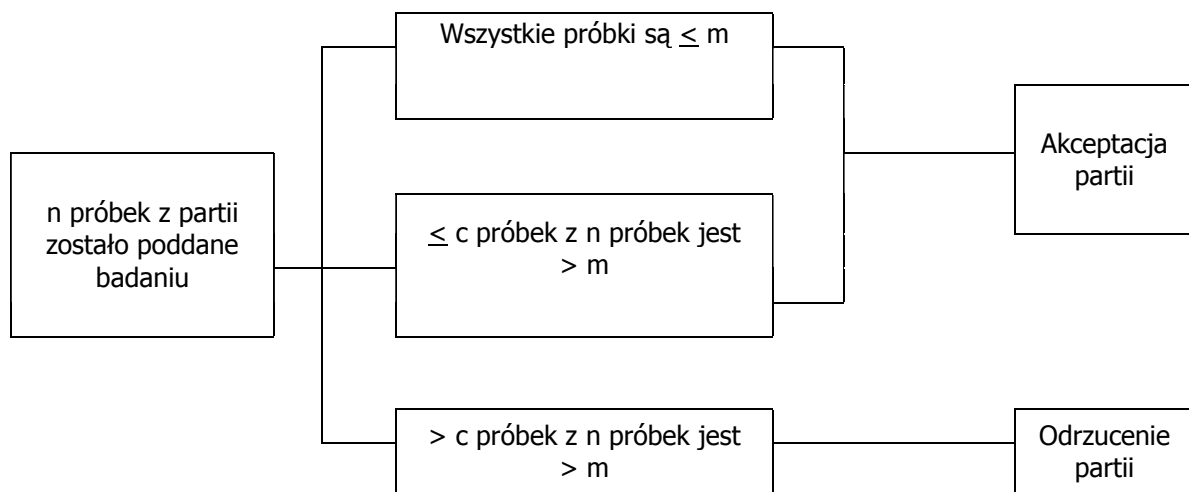 Wszystkie próbki są ≤ m
Akceptacja
partii
n próbek z partii
zostało poddane
badaniu
≤ c próbek z n próbek jest
> m
> c próbek z n próbek jest
> m
Odrzucenie
partii